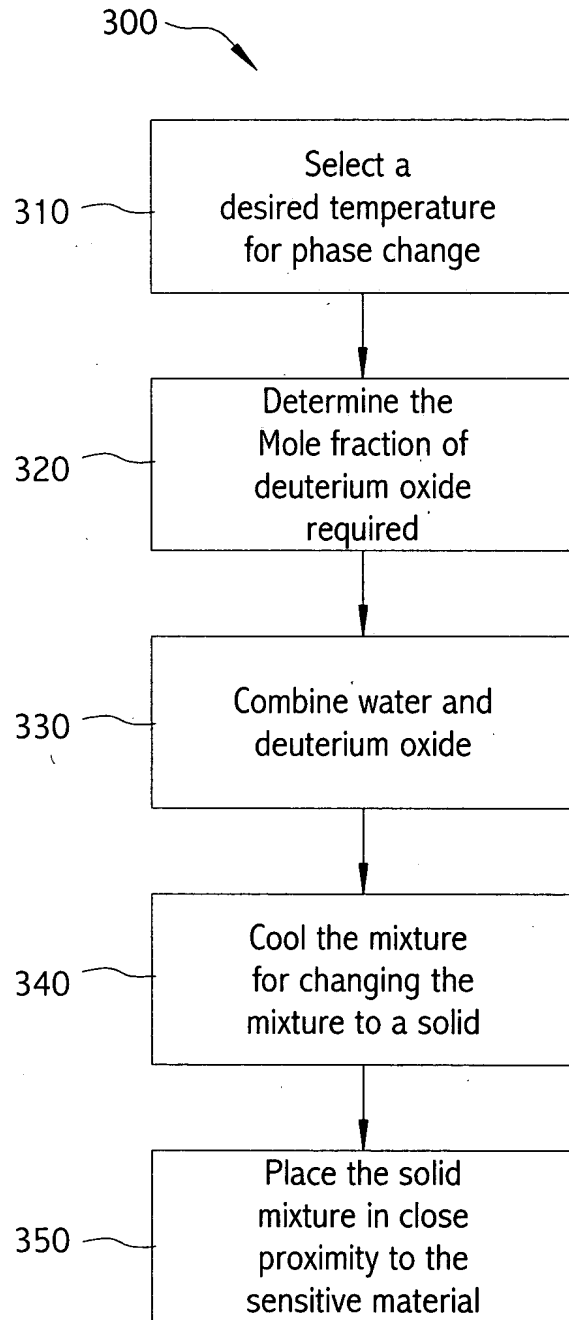 300
310
Select a
desired temperature
for phase change
320
Determine the
Mole fraction of
deuterium oxide
required
330
Combine water and
deuterium oxide
340
Cool the mixture
for changing the
mixture to a solid
350
Place the solid
mixture in close
proximity to the
sensitive material